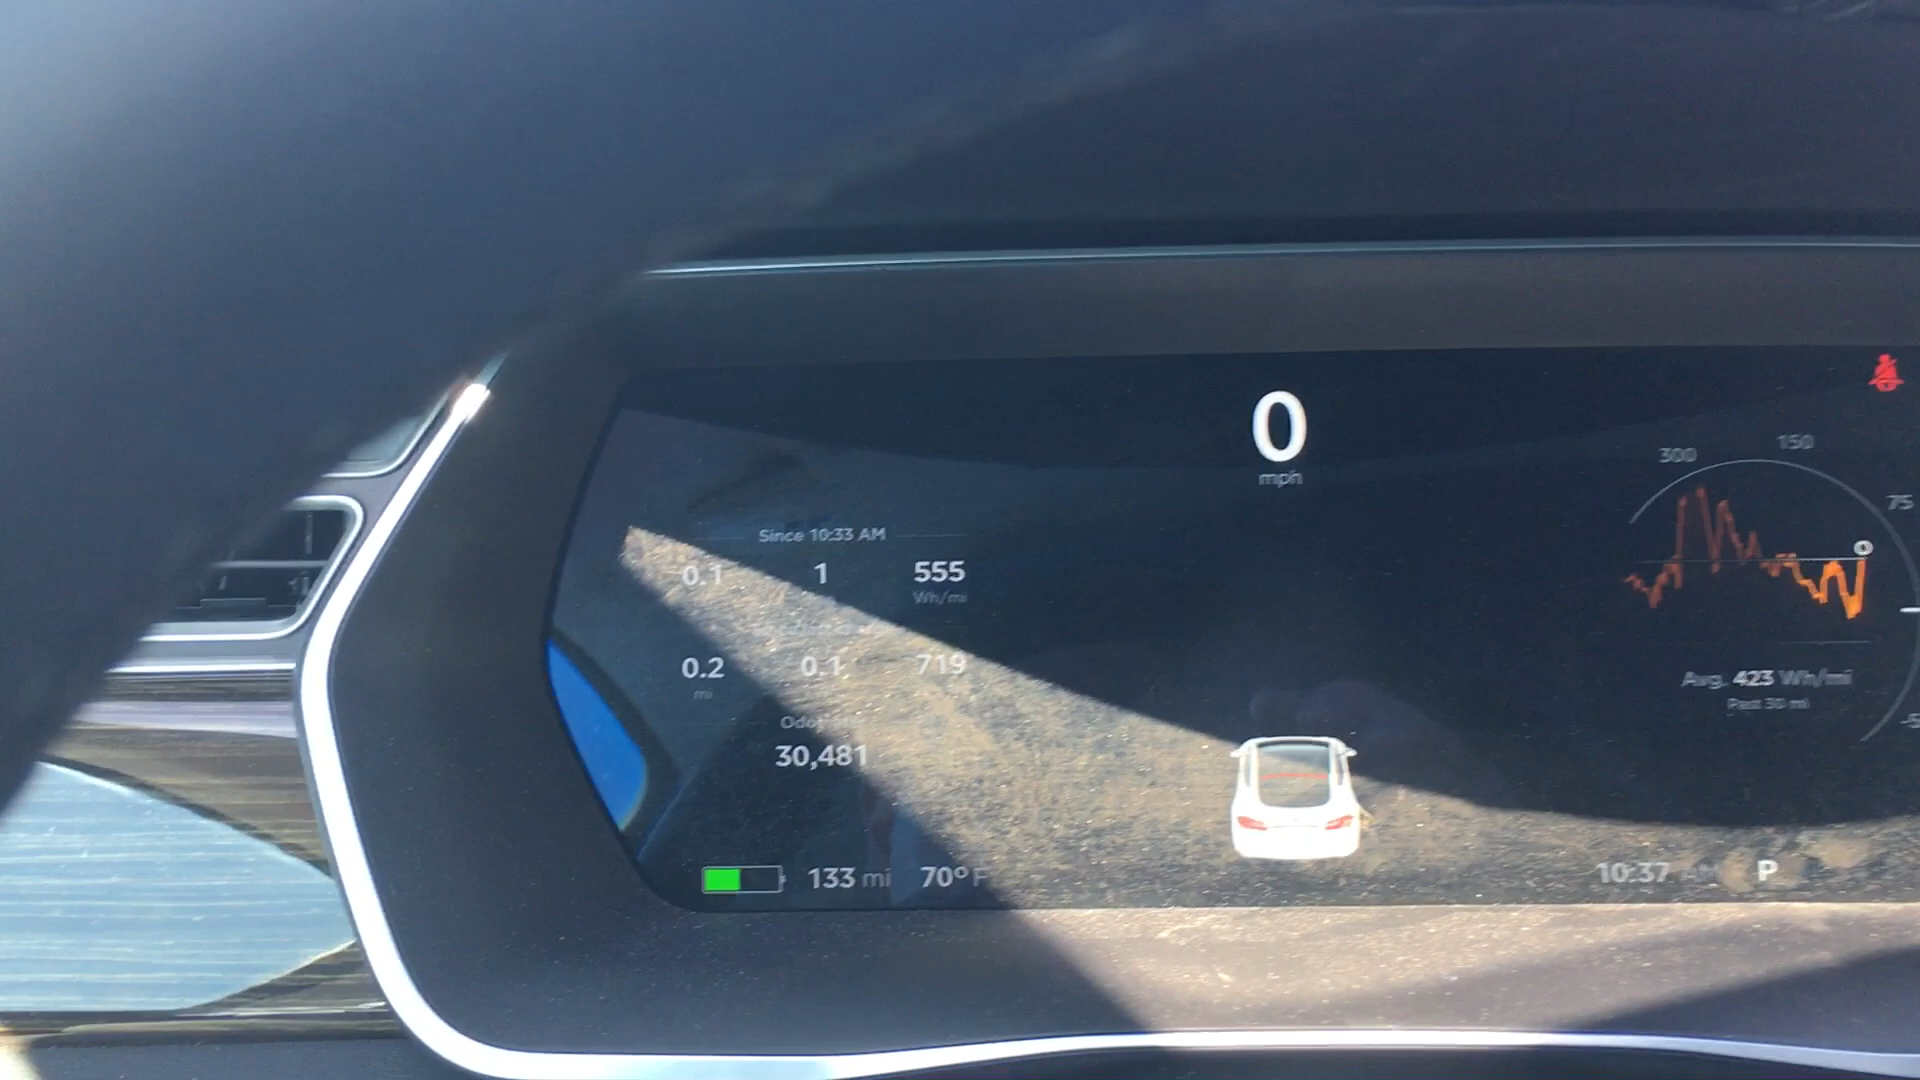 0
mph
300
150
75
Since 10:33 AM
0.1 1 555
Wh/mi
0
0.2 0.1 719
mi
Avg. 423 Wh/mi
Past 30 mi
Odometer
30,481
133 mi 70° F
10:37 AM P